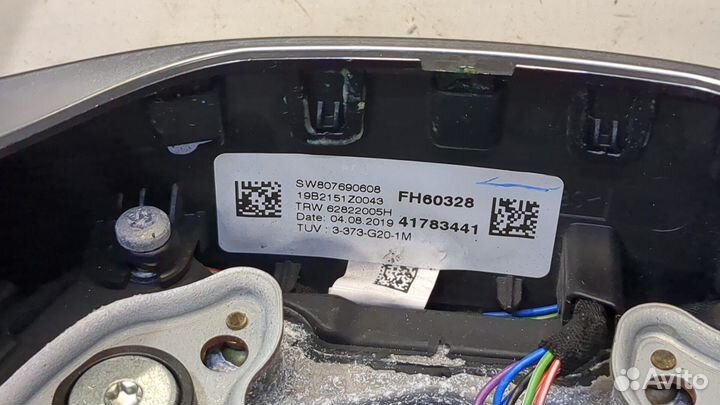 SW807690608
19B2151Z0043
TRW 62822005H
Date: 04.08.2019
TUV : 3-373-G20-1M
FH60328
41783441
Avito